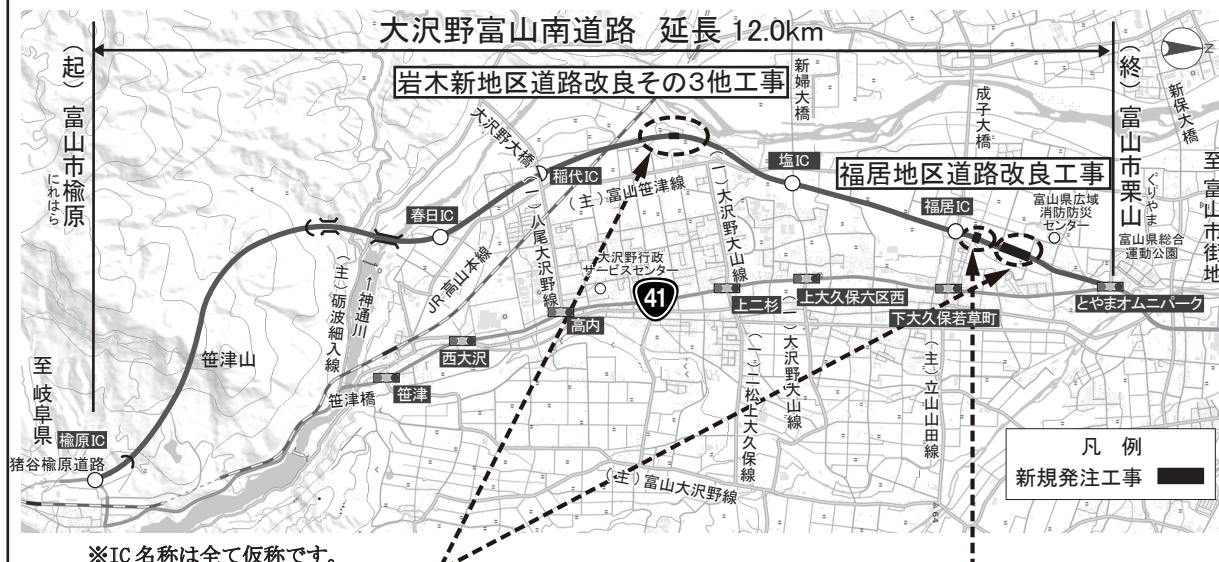 大沢野富山南道路 延長 12.0km
(起) 富山市楡原
にれはら
(終) 富山市栗山
くりやま
岩木新地区道路改良その3他工事
福居地区道路改良工事
新婦大橋
成子大橋
新保大橋
至 富山市街地
N
大沢野大橋
稲代IC
塩IC
福居IC
春日IC
楡原IC
(主)富山笹津線
(一)大沢野大山線
(一)八尾大沢野線
大沢野行政
サービスセンター
富山県広域
消防防災
センター
富山県総合
運動公園
41
上二杉
上大久保六区西
下大久保若草町
とやまオムニパーク
高内
西大沢
笹津
笹津橋
JR高山本線
神通川
(主)砺波細入線
笹津山
至 岐阜県
猪谷楡原道路
(一)二松上大久保線
(一)大沢野大山線
(主)立山山田線
(主)富山大沢野線
凡 例
新規発注工事
※IC名称は全て仮称です。